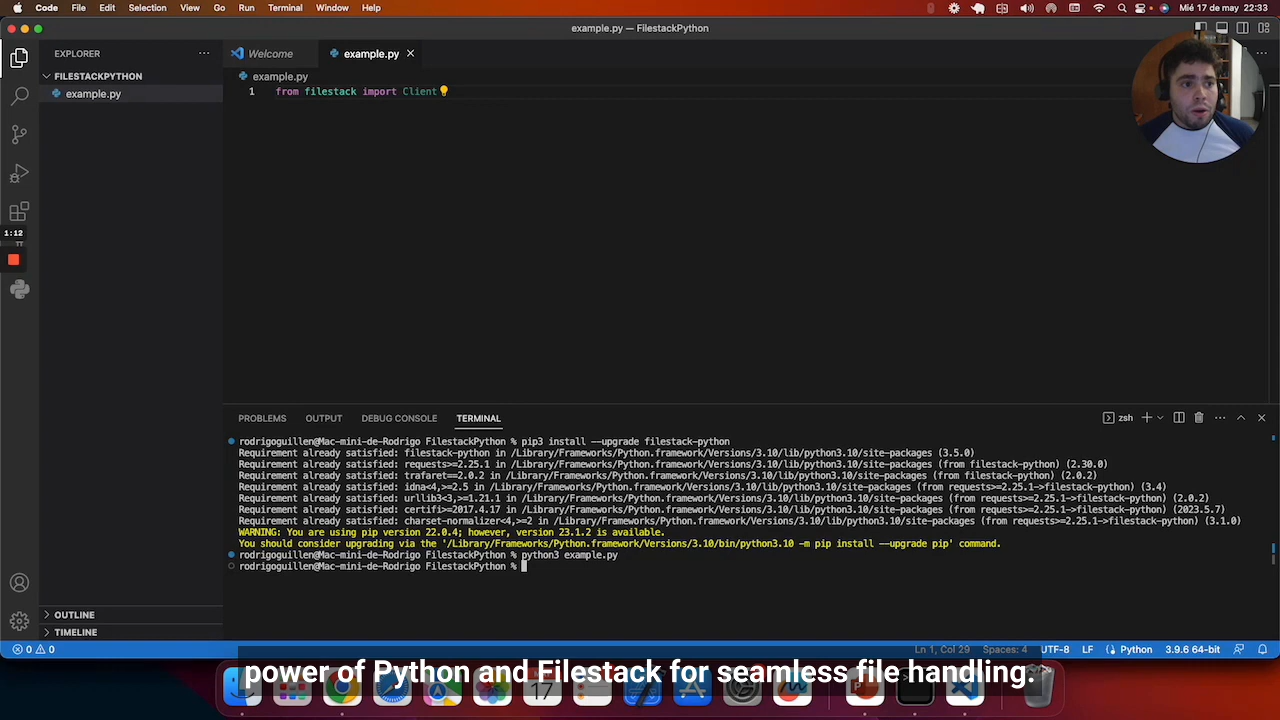 Code File Edit Selection View Go Run Terminal Window Help Mié 17 de may 22:33
example.py — FilestackPython
EXPLORER
Welcome
example.py
FILESTACKPYTHON
example.py
example.py
1 from filestack import Client
1:12
PROBLEMS OUTPUT DEBUG CONSOLE TERMINAL
zsh
rodrigoguillen@Mac-mini-de-Rodrigo FilestackPython % pip3 install --upgrade filestack-python
Requirement already satisfied: filestack-python in /Library/Frameworks/Python.framework/Versions/3.10/lib/python3.10/site-packages (3.5.0)
Requirement already satisfied: requests>=2.25.1 in /Library/Frameworks/Python.framework/Versions/3.10/lib/python3.10/site-packages (from filestack-python) (2.30.0)
Requirement already satisfied: trafaret==2.0.2 in /Library/Frameworks/Python.framework/Versions/3.10/lib/python3.10/site-packages (from filestack-python) (2.0.2)
Requirement already satisfied: idna<4,>=2.5 in /Library/Frameworks/Python.framework/Versions/3.10/lib/python3.10/site-packages (from requests>=2.25.1->filestack-python) (3.4)
Requirement already satisfied: urllib3<3,>=1.21.1 in /Library/Frameworks/Python.framework/Versions/3.10/lib/python3.10/site-packages (from requests>=2.25.1->filestack-python) (2.0.2)
Requirement already satisfied: certifi>=2017.4.17 in /Library/Frameworks/Python.framework/Versions/3.10/lib/python3.10/site-packages (from requests>=2.25.1->filestack-python) (2023.5.7)
Requirement already satisfied: charset-normalizer<4,>=2 in /Library/Frameworks/Python.framework/Versions/3.10/lib/python3.10/site-packages (from requests>=2.25.1->filestack-python) (3.1.0)
WARNING: You are using pip version 22.0.4; however, version 23.1.2 is available.
You should consider upgrading via the '/Library/Frameworks/Python.framework/Versions/3.10/bin/python3.10 -m pip install --upgrade pip' command.
rodrigoguillen@Mac-mini-de-Rodrigo FilestackPython % python3 example.py
rodrigoguillen@Mac-mini-de-Rodrigo FilestackPython %
OUTLINE
TIMELINE
0 0 Ln 1, Col 29 Spaces: 4 UTF-8 LF Python 3.9.6 64-bit
power of Python and Filestack for seamless file handling.
17